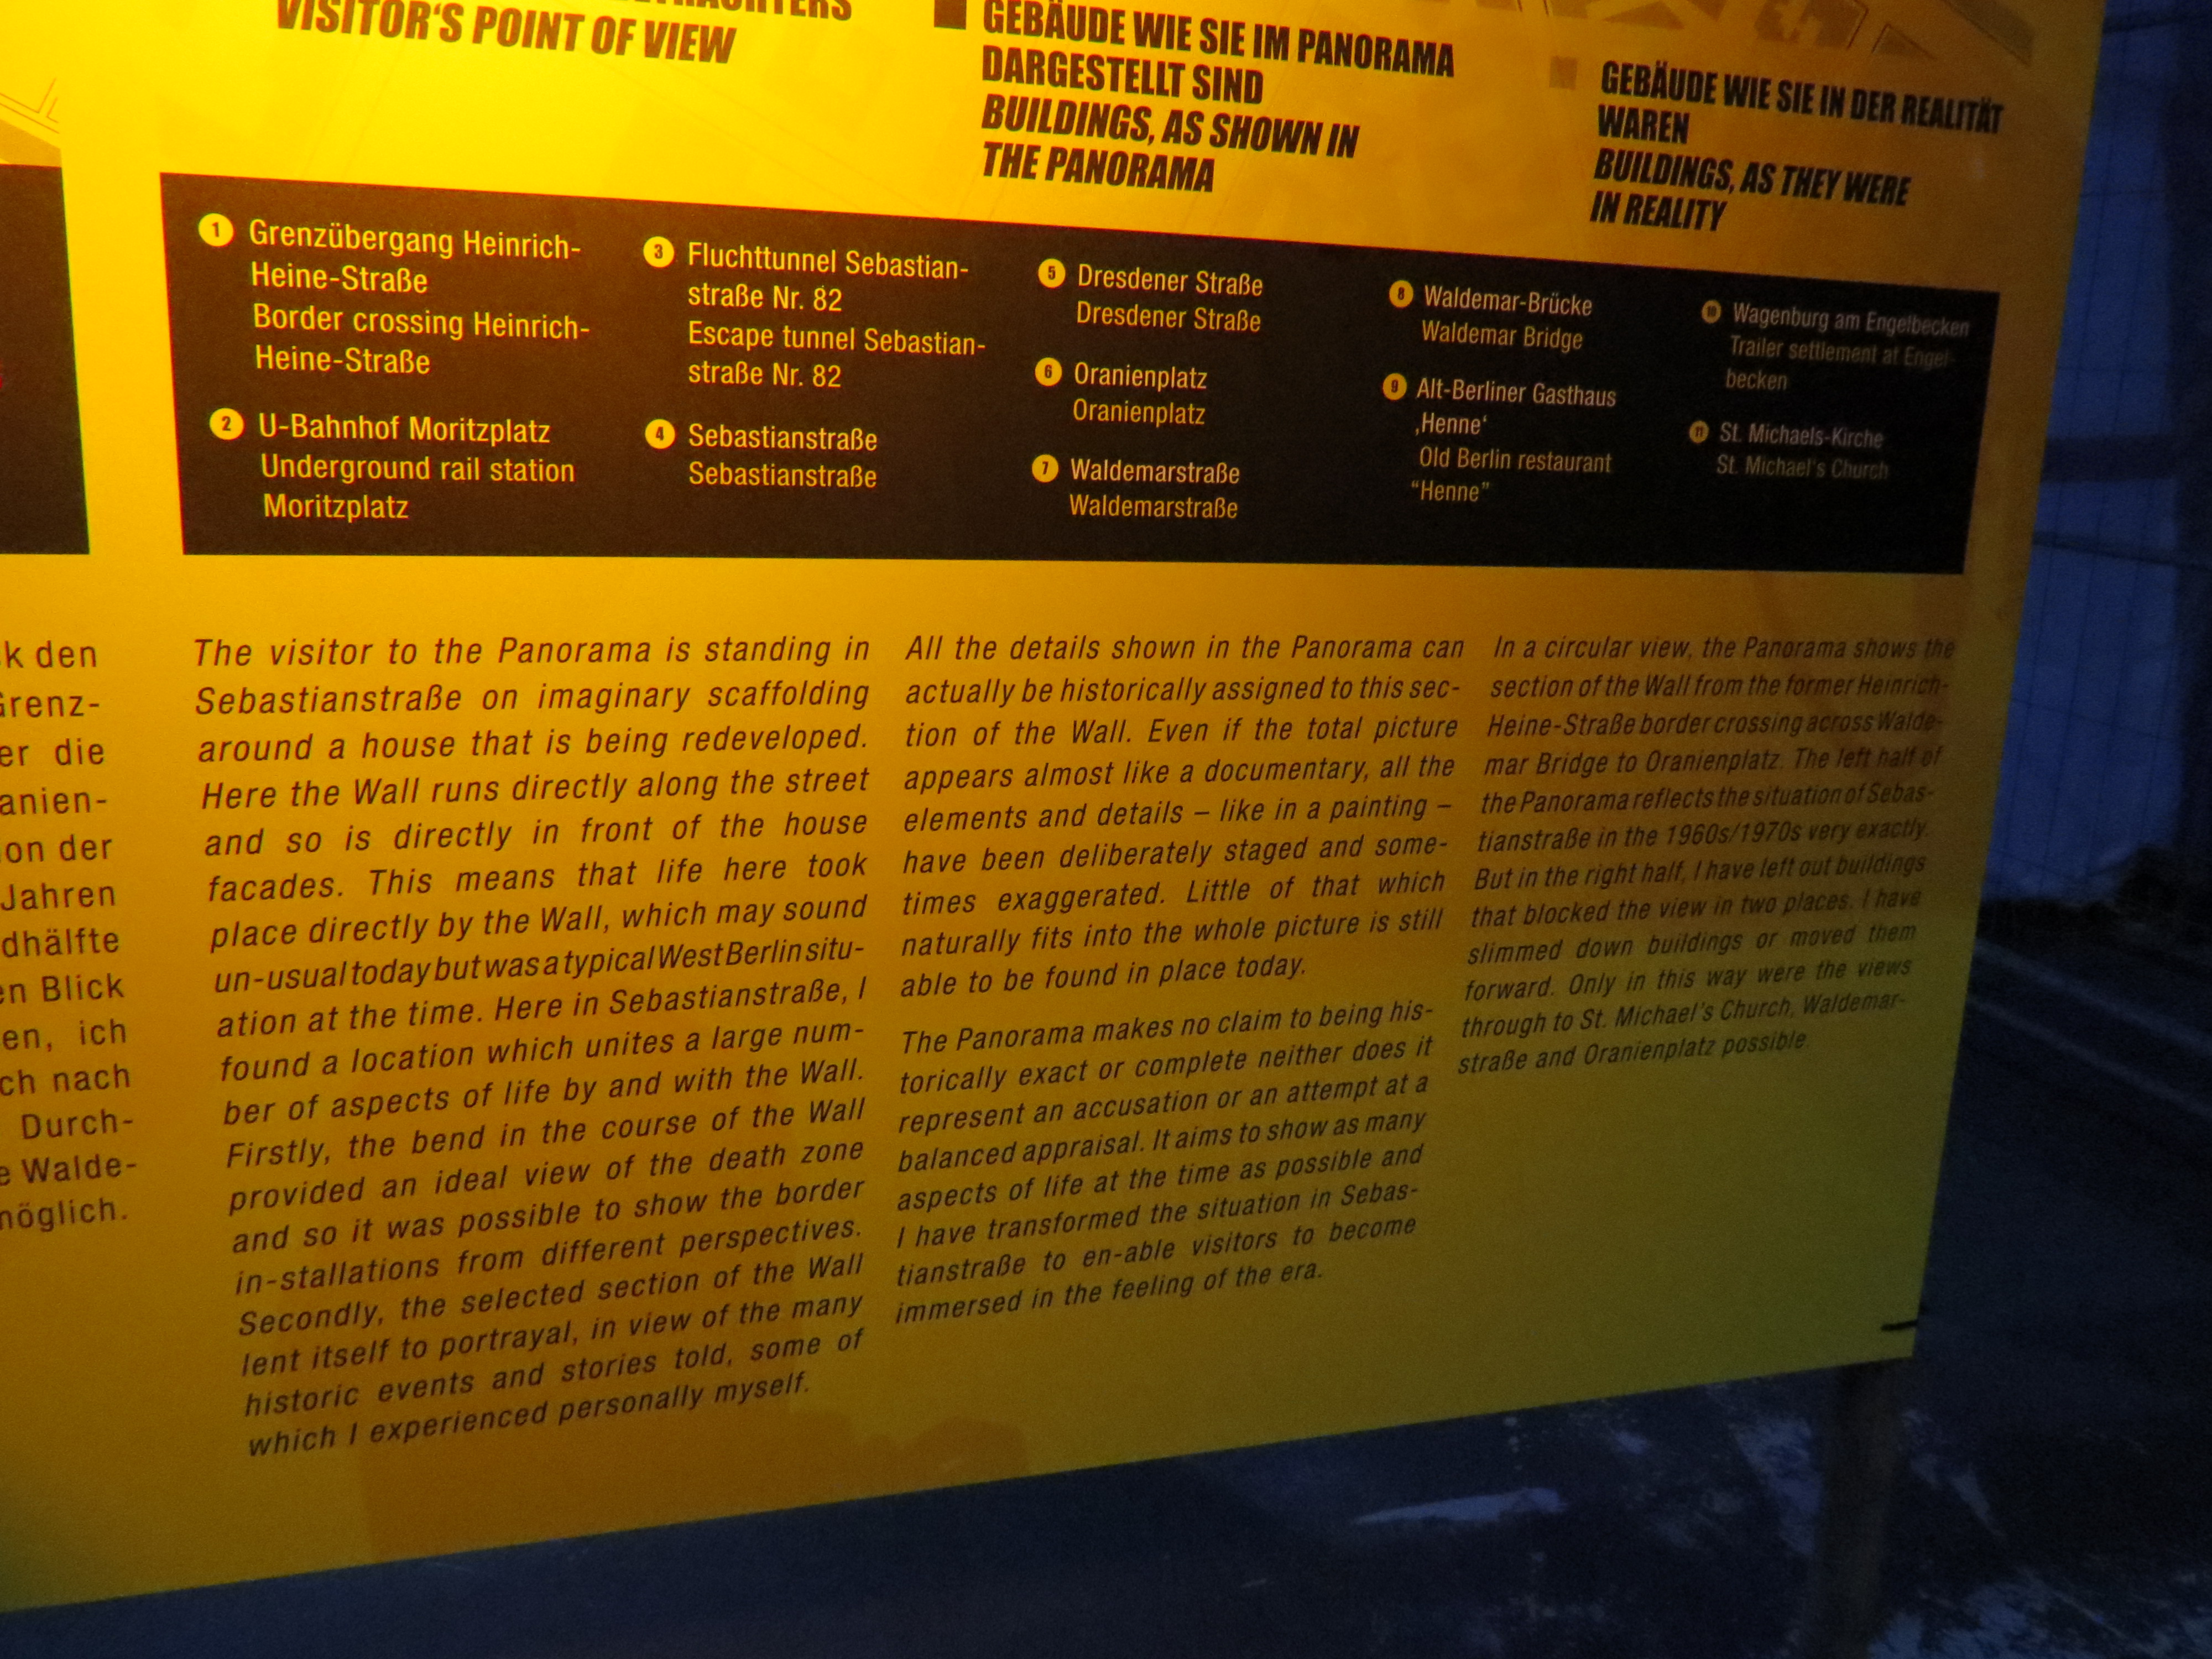 VISITOR'S POINT OF VIEW
GEBÄUDE WIE SIE IM PANORAMA
DARGESTELLT SIND
BUILDINGS, AS SHOWN IN
THE PANORAMA
GEBÄUDE WIE SIE IN DER REALITÄT
WAREN
BUILDINGS, AS THEY WERE
IN REALITY
1 Grenzübergang Heinrich-
Heine-Straße
Border crossing Heinrich-
Heine-Straße
2 U-Bahnhof Moritzplatz
Underground rail station
Moritzplatz
3 Fluchttunnel Sebastian-
straße Nr. 82
Escape tunnel Sebastian-
straße Nr. 82
4 Sebastianstraße
Sebastianstraße
5 Dresdener Straße
Dresdener Straße
6 Oranienplatz
Oranienplatz
7 Waldemarstraße
Waldemarstraße
8 Waldemar-Brücke
Waldemar Bridge
9 Alt-Berliner Gasthaus
‚Henne‘
Old Berlin restaurant
“Henne”
10 Wagenburg am Engelbecken
Trailer settlement at Engel-
becken
11 St. Michaels-Kirche
St. Michael's Church
k den
Grenz-
er die
anien-
on der
Jahren
dhälfte
en Blick
en, ich
ch nach
Durch-
e Walde-
möglich.
The visitor to the Panorama is standing in
Sebastianstraße on imaginary scaffolding
around a house that is being redeveloped.
Here the Wall runs directly along the street
and so is directly in front of the house
facades. This means that life here took
place directly by the Wall, which may sound
un-usual today but was a typical West Berlin situ-
ation at the time. Here in Sebastianstraße, I
found a location which unites a large num-
ber of aspects of life by and with the Wall.
Firstly, the bend in the course of the Wall
provided an ideal view of the death zone
and so it was possible to show the border
in-stallations from different perspectives.
Secondly, the selected section of the Wall
lent itself to portrayal, in view of the many
historic events and stories told, some of
which I experienced personally myself.
All the details shown in the Panorama can
actually be historically assigned to this sec-
tion of the Wall. Even if the total picture
appears almost like a documentary, all the
elements and details – like in a painting –
have been deliberately staged and some-
times exaggerated. Little of that which
naturally fits into the whole picture is still
able to be found in place today.
The Panorama makes no claim to being his-
torically exact or complete neither does it
represent an accusation or an attempt at a
balanced appraisal. It aims to show as many
aspects of life at the time as possible and
I have transformed the situation in Sebas-
tianstraße to en-able visitors to become
immersed in the feeling of the era.
In a circular view, the Panorama shows the
section of the Wall from the former Heinrich-
Heine-Straße border crossing across Walde-
mar Bridge to Oranienplatz. The left half of
the Panorama reflects the situation of Sebas-
tianstraße in the 1960s/1970s very exactly.
But in the right half, I have left out buildings
that blocked the view in two places. I have
slimmed down buildings or moved them
forward. Only in this way were the views
through to St. Michael's Church, Waldemar-
straße and Oranienplatz possible.